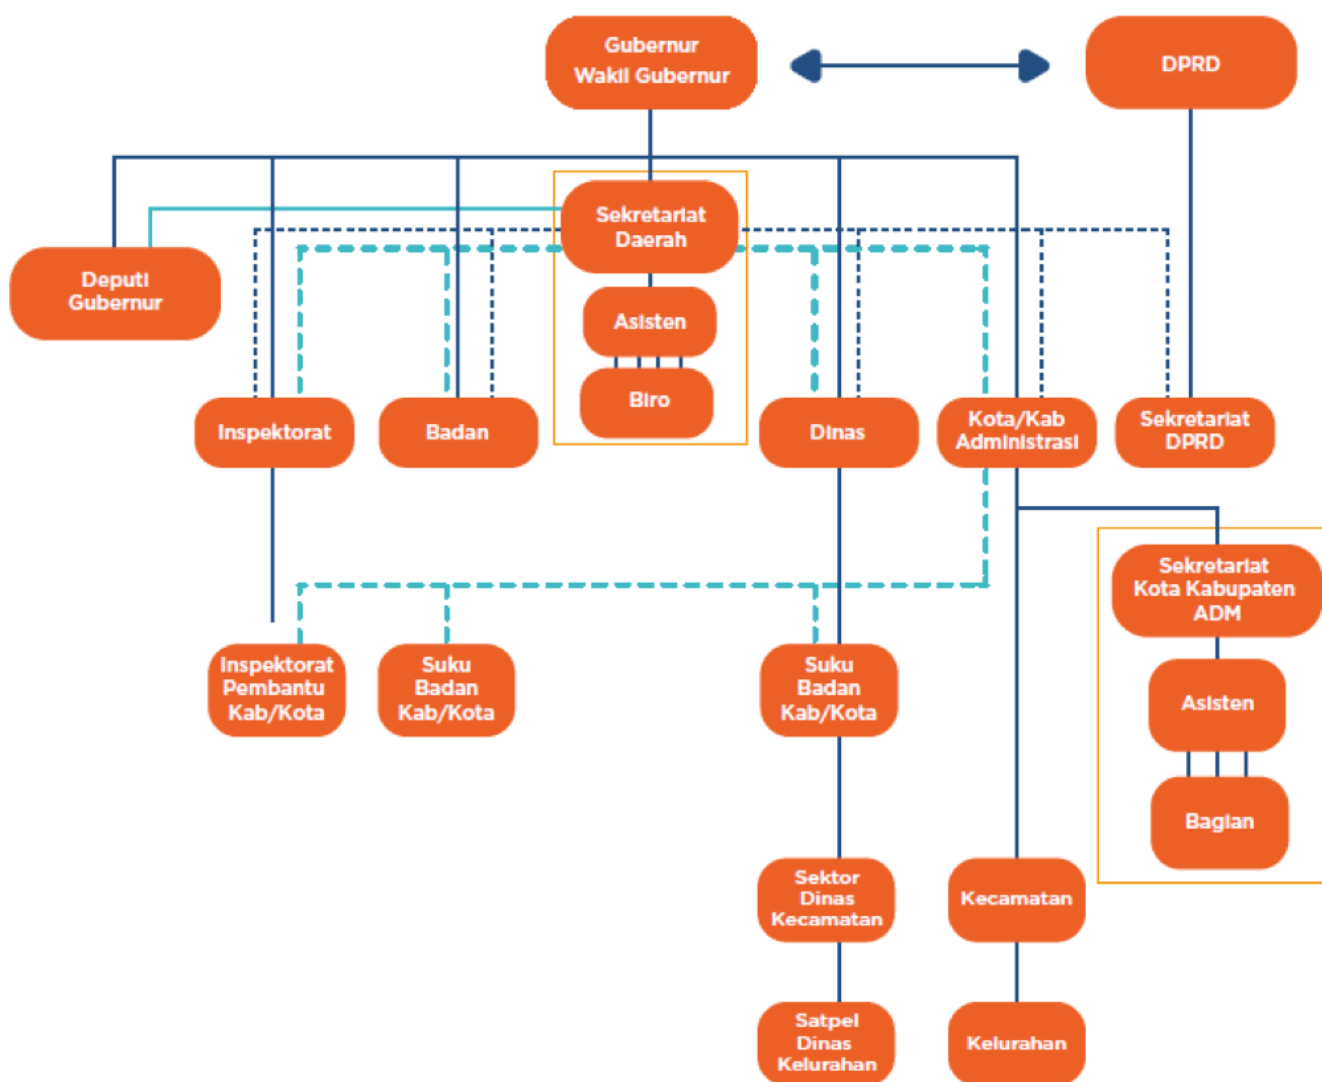 Gubernur
Wakil Gubernur
DPRD
Sekretariat
Daerah
Deputi
Gubernur
Asisten
Biro
Inspektorat
Badan
Dinas
Kota/Kab
Administrasi
Sekretariat
DPRD
Sekretariat
Kota Kabupaten
ADM
Inspektorat
Pembantu
Kab/Kota
Suku
Badan
Kab/Kota
Suku
Badan
Kab/Kota
Asisten
Bagian
Sektor
Dinas
Kecamatan
Kecamatan
Satpel
Dinas
Kelurahan
Kelurahan